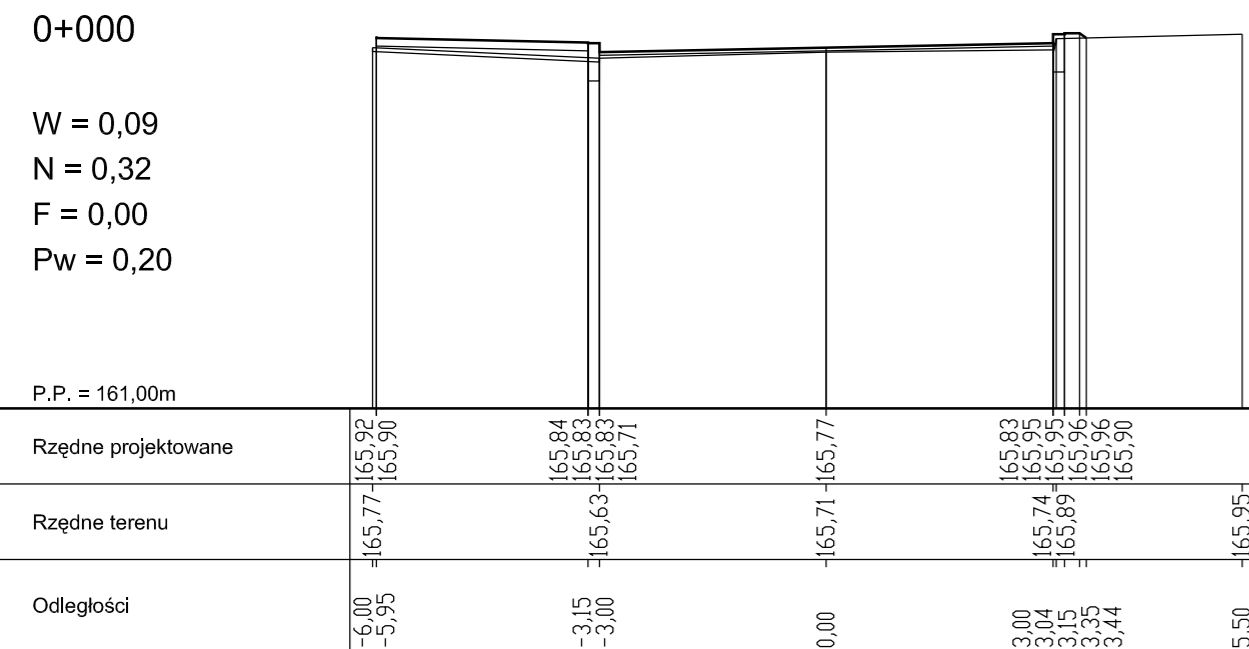 0+000
W = 0,09
N = 0,32
F = 0,00
Pw = 0,20
P.P. = 161,00m
Rzędne projektowane 165,92 165,90 165,84 165,83 165,83 165,71 165,77 165,83 165,95 165,95 165,96 165,96 165,90
Rzędne terenu 165,77 165,63 165,71 165,74 165,89 165,95
Odległości -6,00 -5,95 -3,15 -3,00 0,00 3,00 3,04 3,15 3,35 3,44 5,50